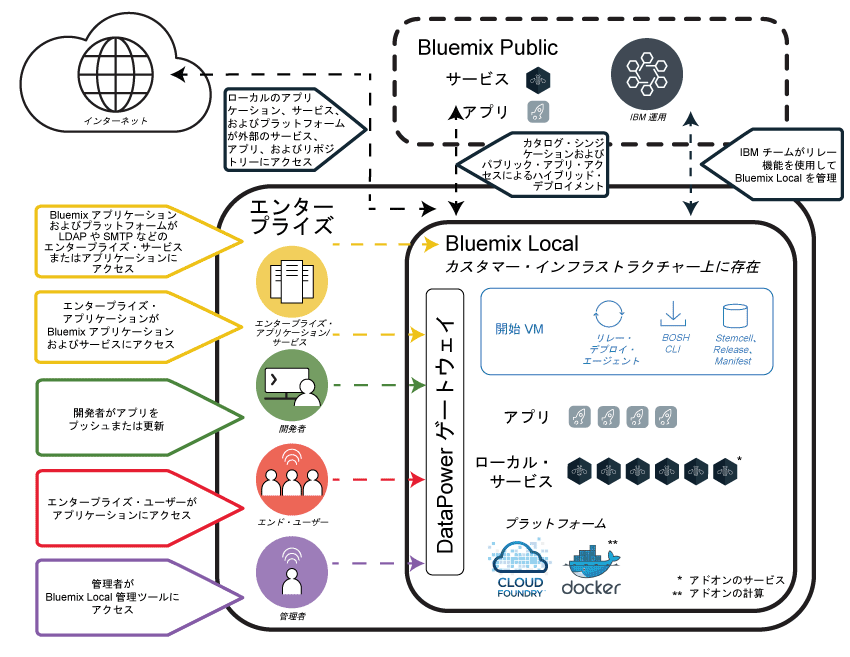 Bluemix Public
サービス
アプリ
IBM 運用
インターネット
ローカルのアプリ
ケーション、サービス、
およびプラットフォーム
が外部のサービス、
アプリ、およびリポジ
トリーにアクセス
カタログ・シンジ
ケーションおよび
パブリック・アプリ・アク
セスによるハイブリッド・
デプロイメント
IBM チームがリレー
機能を使用して
Bluemix Local を管理
Bluemix アプリケーション
およびプラットフォームが
LDAP や SMTP などの
エンタープライズ・サービス
またはアプリケーションに
アクセス
エンタープライズ・
アプリケーションが
Bluemix アプリケーション
およびサービスにアクセス
開発者がアプリを
プッシュまたは更新
エンタープライズ・ユーザーが
アプリケーションにアクセス
管理者が
Bluemix Local 管理ツールに
アクセス
エンター
プライズ
エンタープライズ・
アプリケーション/
サービス
開発者
エンド・ユーザー
管理者
Bluemix Local
カスタマー・インフラストラクチャー上に存在
DataPower ゲートウェイ
開始 VM
リレー・
デプロイ・
エージェント
BOSH
CLI
Stemcell、
Release、
Manifest
アプリ
ローカル・
サービス
*
プラットフォーム
CLOUD
FOUNDRY
docker
**
* アドオンのサービス
** アドオンの計算